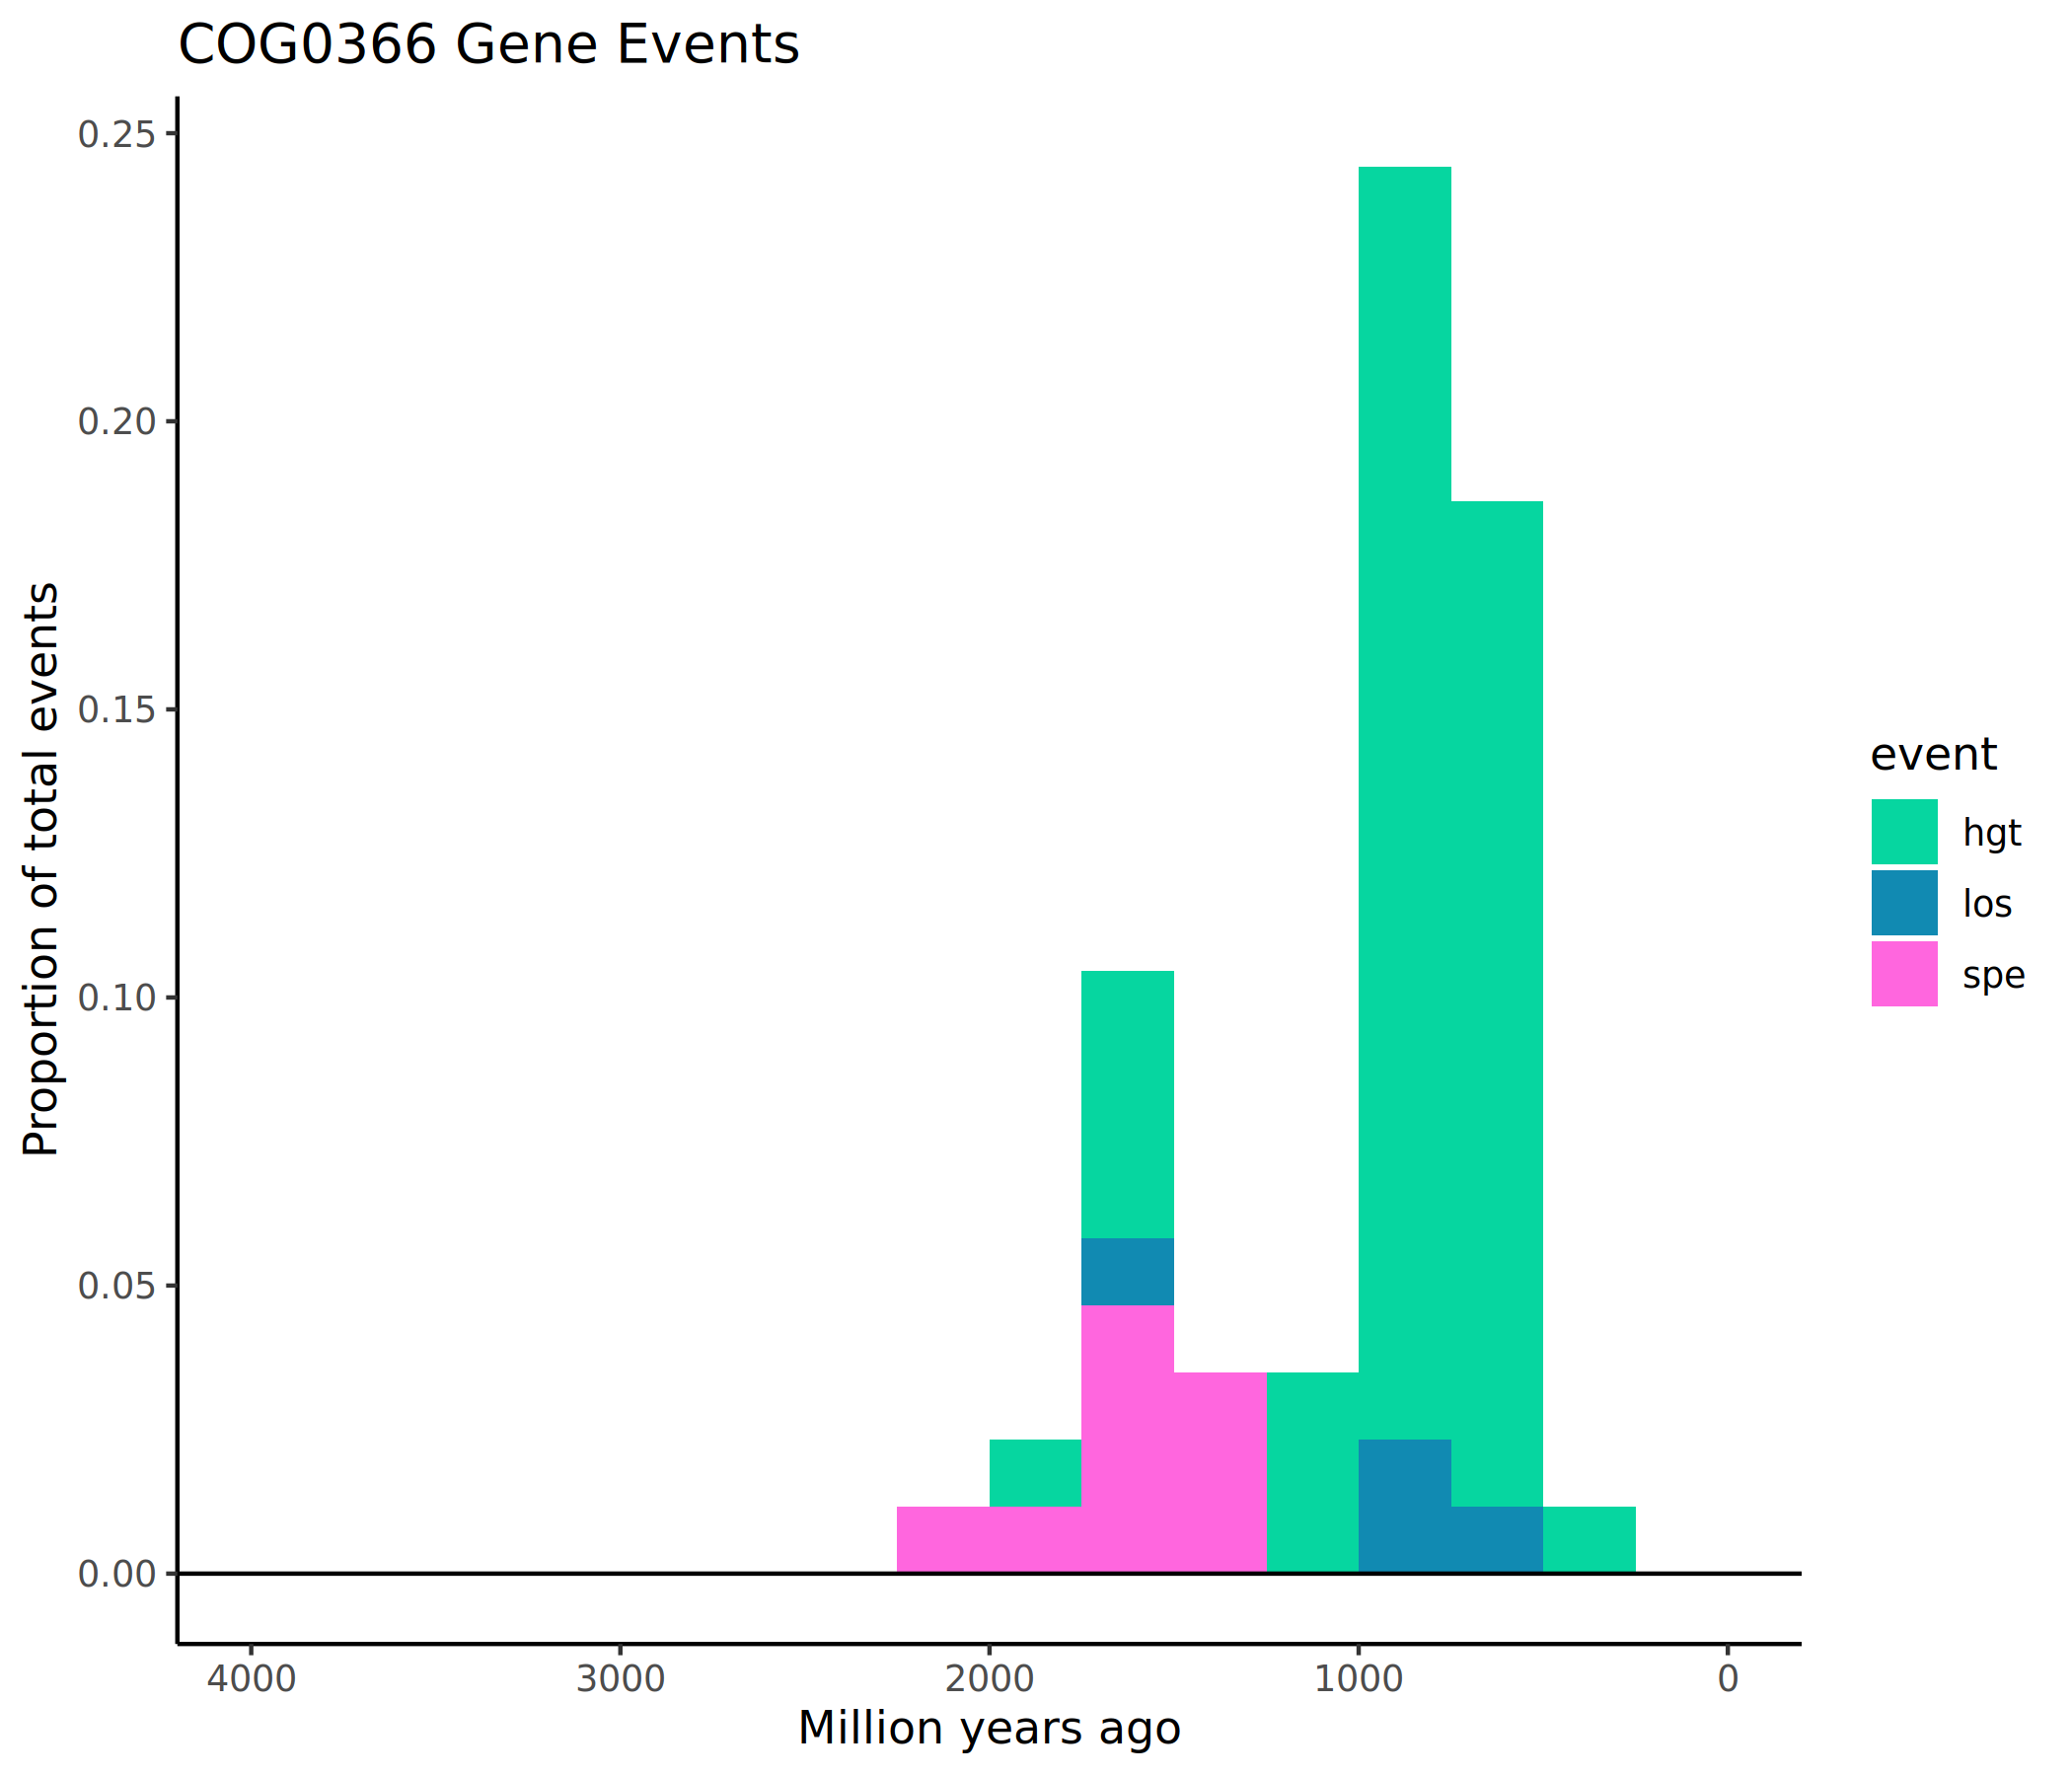 COG0366 Gene Events
0.25
0.20
0.15
0.10
0.05
0.00
Proportion of total events
4000 3000 2000 1000 0
Million years ago
event
hgt
los
spe